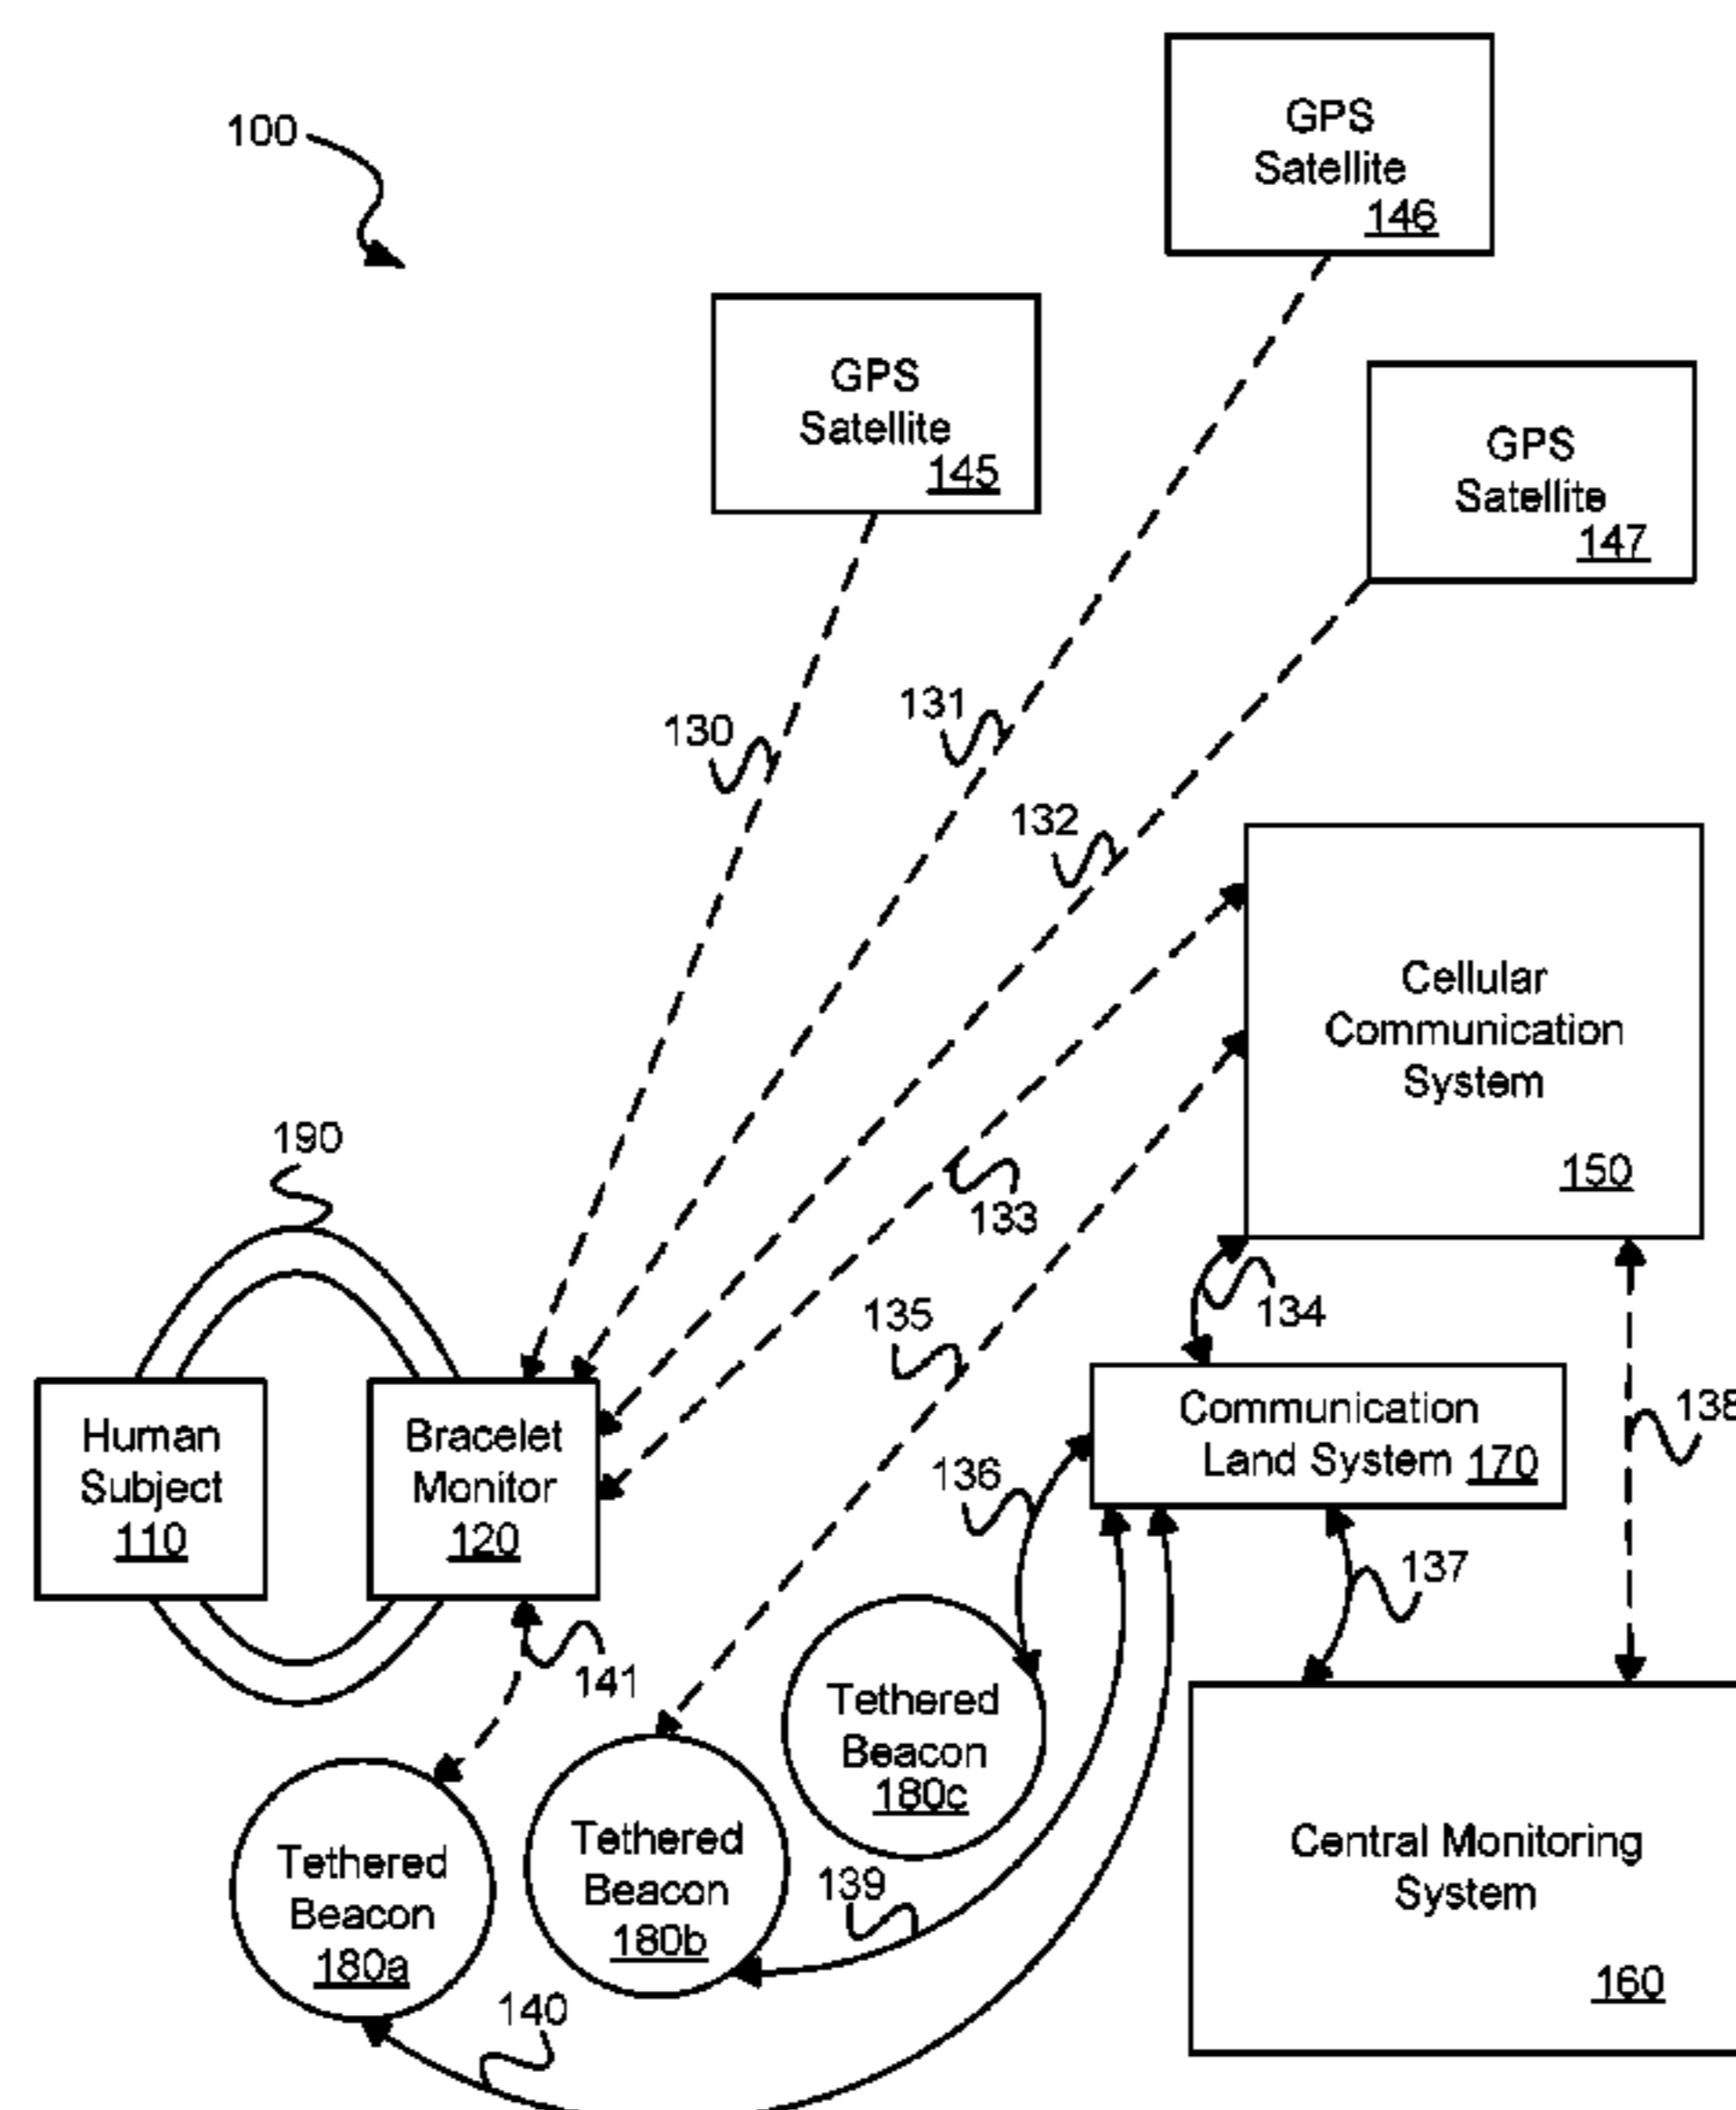 100
GPS
Satellite
146
GPS
Satellite
145
GPS
Satellite
147
130
131
132
Cellular
Communication
System
150
190
133
134
135
Human
Subject
110
Bracelet
Monitor
120
Communication
Land System 170
138
136
137
141
Tethered
Beacon
180c
Tethered
Beacon
180b
Tethered
Beacon
180a
139
140
Central Monitoring
System
160